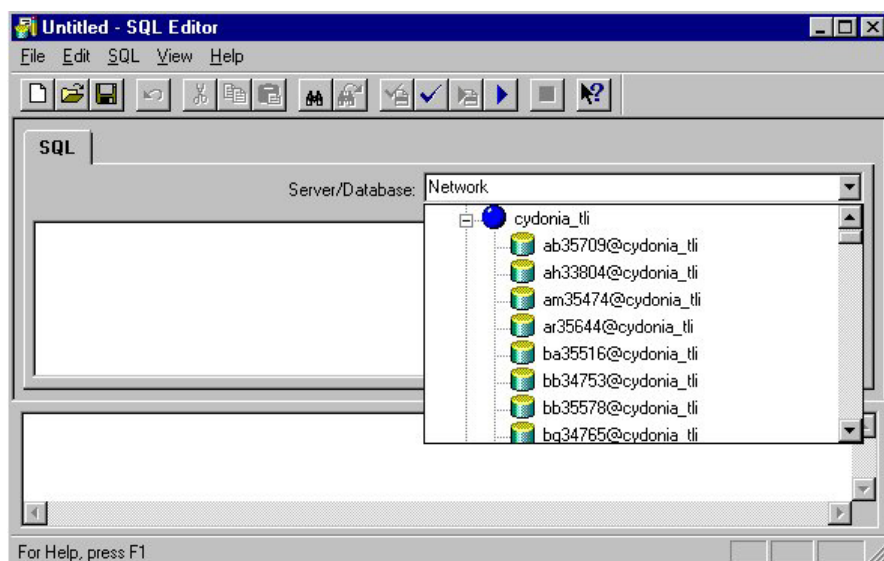 Untitled - SQL Editor
File Edit SQL View Help
SQL
Server/Database: Network
cydonia_tli
ab35709@cydonia_tli
ah33804@cydonia_tli
am35474@cydonia_tli
ar35644@cydonia_tli
ba35516@cydonia_tli
bb34753@cydonia_tli
bb35578@cydonia_tli
bg34765@cydonia_tli
For Help, press F1